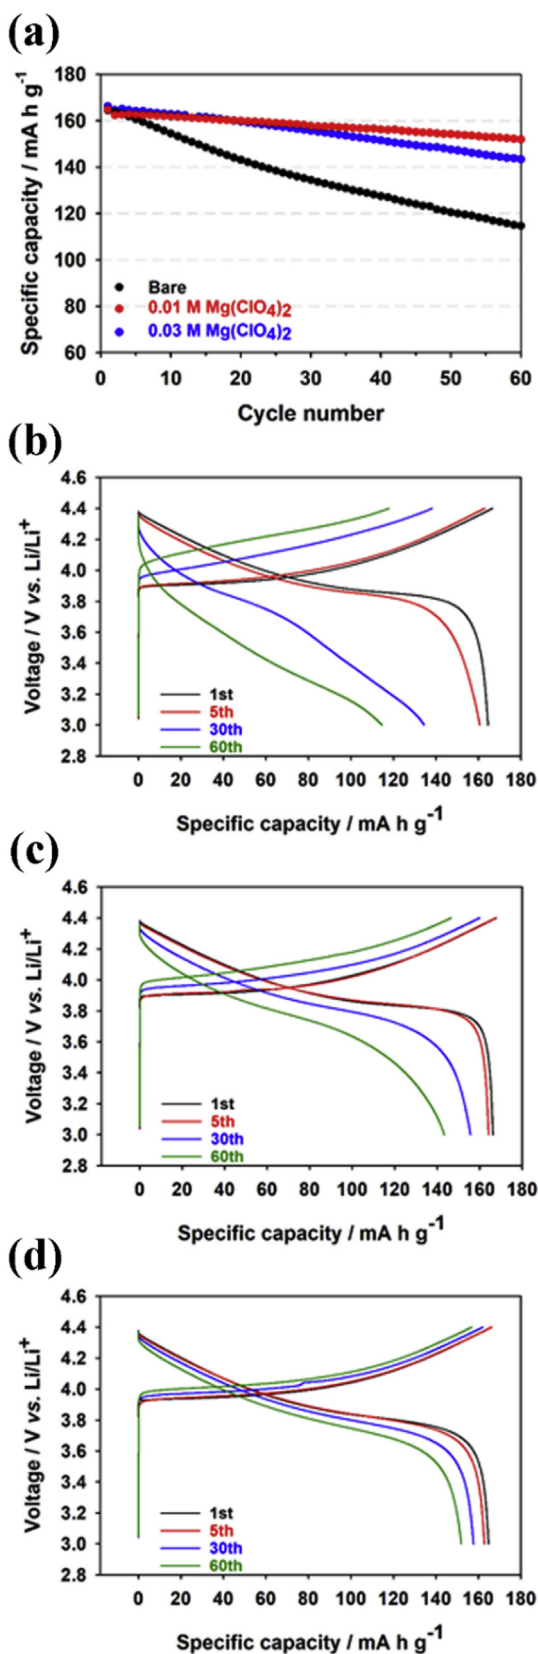 (a)
Specific capacity / mA h g-1
180
160
140
120
100
80
60
Bare
0.01 M Mg(ClO4)2
0.03 M Mg(ClO4)2
0 10 20 30 40 50 60
Cycle number
(b)
Voltage / V vs. Li/Li+
4.6
4.4
4.2
4.0
3.8
3.6
3.4
3.2
3.0
2.8
1st
5th
30th
60th
0 20 40 60 80 100 120 140 160 180
Specific capacity / mA h g-1
(c)
Voltage / V vs. Li/Li+
4.6
4.4
4.2
4.0
3.8
3.6
3.4
3.2
3.0
2.8
1st
5th
30th
60th
0 20 40 60 80 100 120 140 160 180
Specific capacity / mA h g-1
(d)
Voltage / V vs. Li/Li+
4.6
4.4
4.2
4.0
3.8
3.6
3.4
3.2
3.0
2.8
1st
5th
30th
60th
0 20 40 60 80 100 120 140 160 180
Specific capacity / mA h g-1